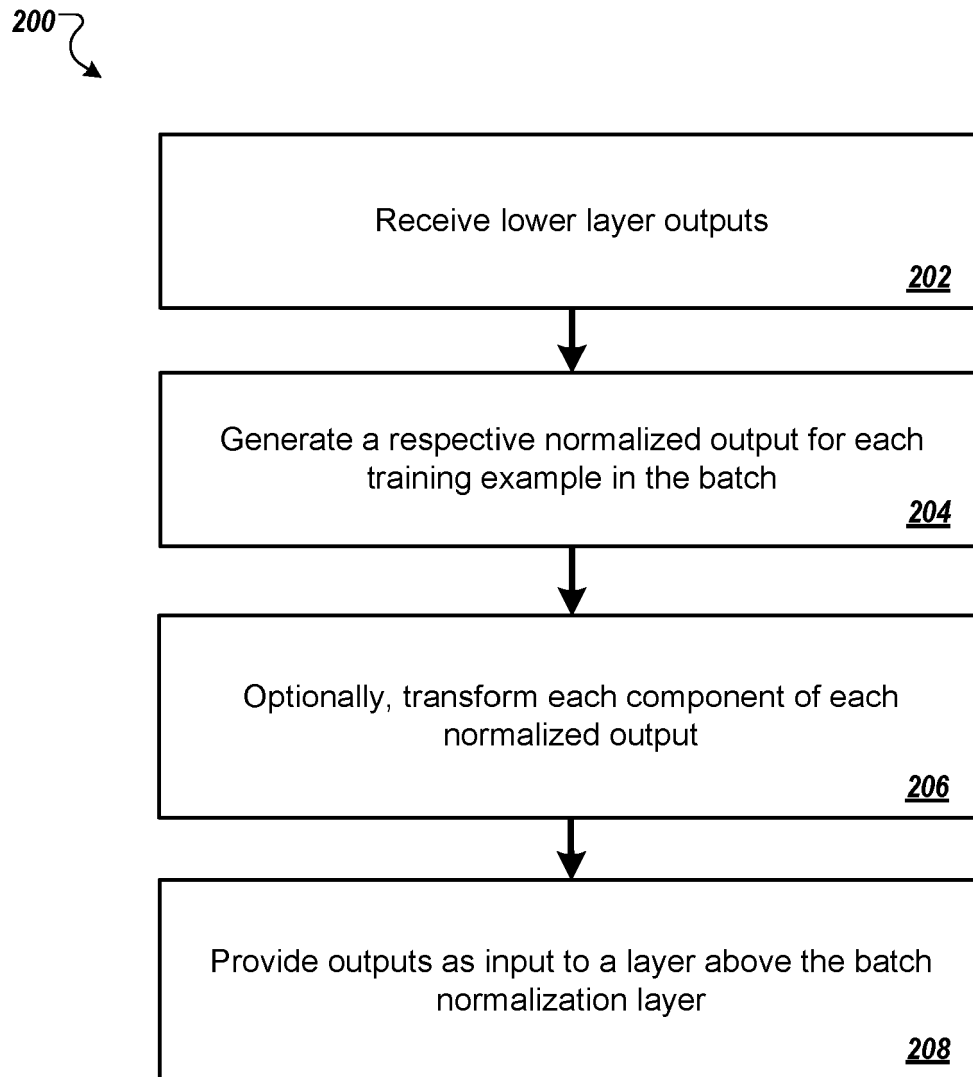 200
Receive lower layer outputs
202
Generate a respective normalized output for each
training example in the batch
204
Optionally, transform each component of each
normalized output
206
Provide outputs as input to a layer above the batch
normalization layer
208